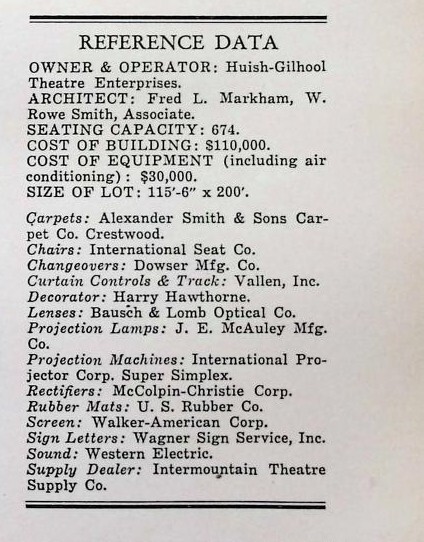 REFERENCE DATA
OWNER & OPERATOR: Huish-Gilhool
Theatre Enterprises.
ARCHITECT: Fred L. Markham, W.
Rowe Smith, Associate.
SEATING CAPACITY: 674.
COST OF BUILDING: $110,000.
COST OF EQUIPMENT (including air
conditioning): $30,000.
SIZE OF LOT: 115'-6" x 200'.
Carpets: Alexander Smith & Sons Car-
pet Co. Crestwood.
Chairs: International Seat Co.
Changeovers: Dowser Mfg. Co.
Curtain Controls & Track: Vallen, Inc.
Decorator: Harry Hawthorne.
Lenses: Bausch & Lomb Optical Co.
Projection Lamps: J. E. McAuley Mfg.
Co.
Projection Machines: International Pro-
jector Corp. Super Simplex.
Rectifiers: McColpin-Christie Corp.
Rubber Mats: U. S. Rubber Co.
Screen: Walker-American Corp.
Sign Letters: Wagner Sign Service, Inc.
Sound: Western Electric.
Supply Dealer: Intermountain Theatre
Supply Co.